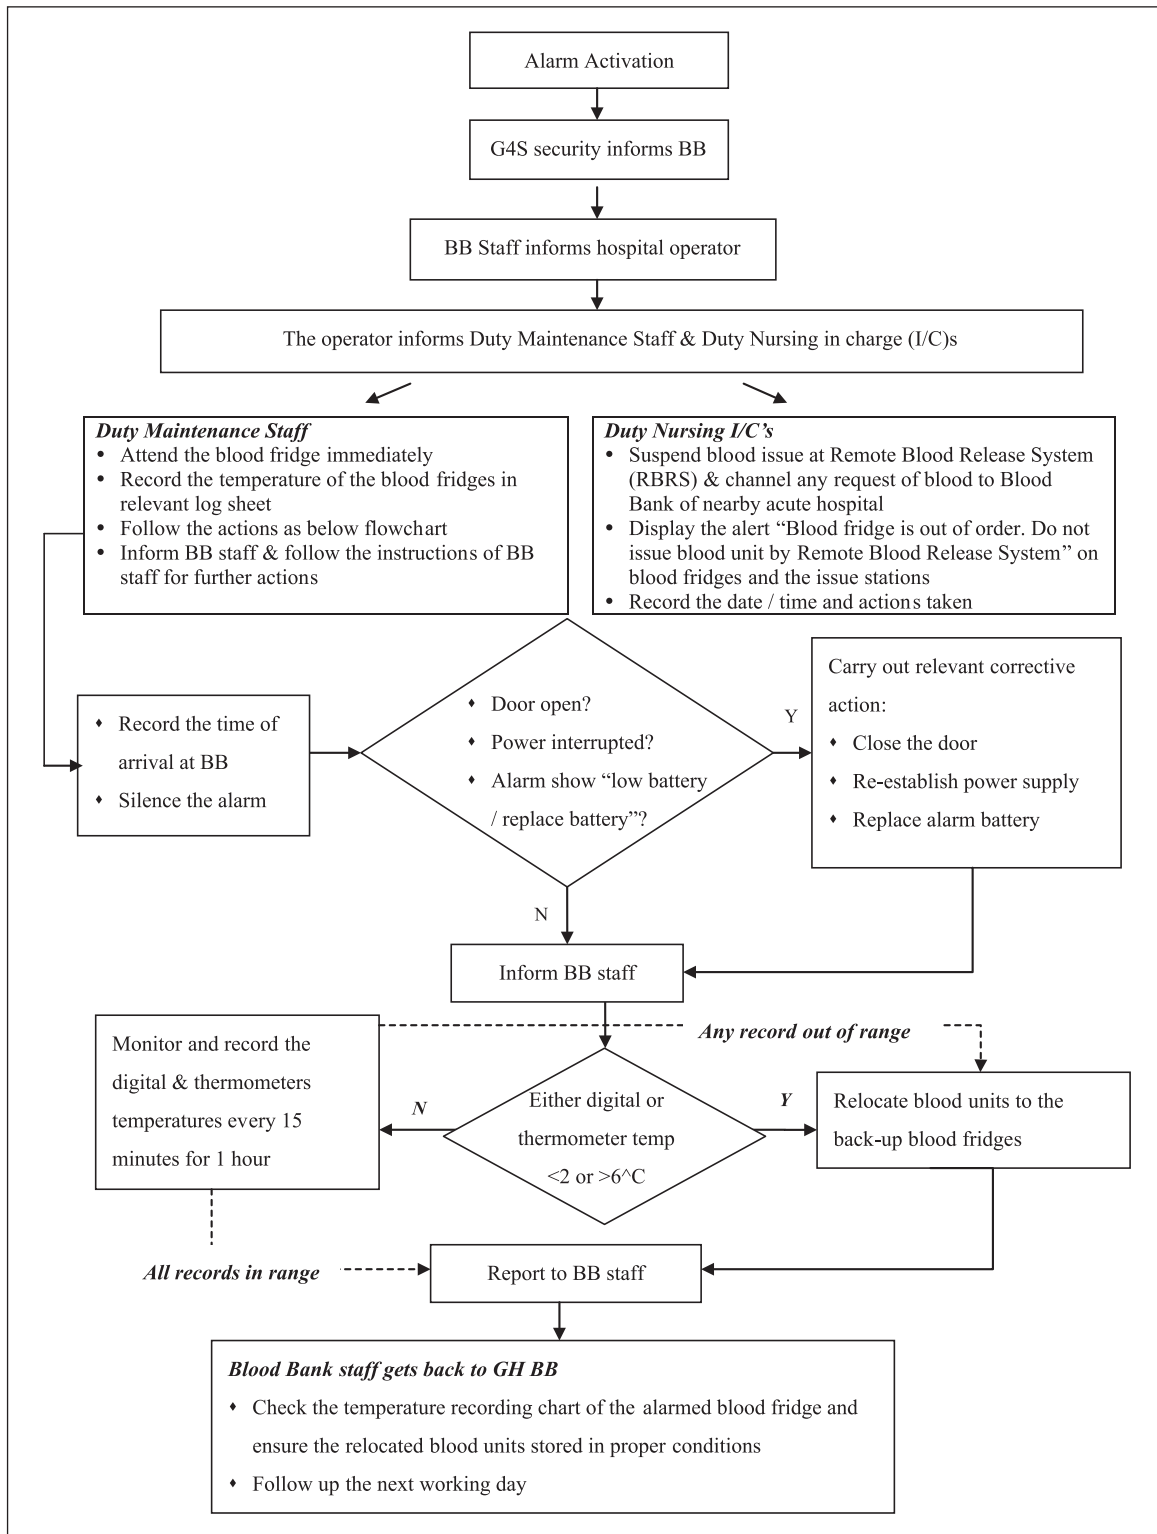 Alarm Activation
G4S security informs BB
BB Staff informs hospital operator
The operator informs Duty Maintenance Staff & Duty Nursing in charge (I/C)s
Duty Maintenance Staff
• Attend the blood fridge immediately
• Record the temperature of the blood fridges in
relevant log sheet
• Follow the actions as below flowchart
• Inform BB staff & follow the instructions of BB
staff for further actions
Duty Nursing I/C's
• Suspend blood issue at Remote Blood Release System
(RBRS) & channel any request of blood to Blood
Bank of nearby acute hospital
• Display the alert “Blood fridge is out of order. Do not
issue blood unit by Remote Blood Release System” on
blood fridges and the issue stations
• Record the date / time and actions taken
♦ Record the time of
arrival at BB
♦ Silence the alarm
♦ Door open?
♦ Power interrupted?
♦ Alarm show “low battery
/ replace battery”?
Y
Carry out relevant corrective
action:
♦ Close the door
♦ Re-establish power supply
♦ Replace alarm battery
N
Inform BB staff
Any record out of range
Monitor and record the
digital & thermometers
temperatures every 15
minutes for 1 hour
N
Either digital or
thermometer temp
<2 or >6^C
Y
Relocate blood units to the
back-up blood fridges
All records in range
Report to BB staff
Blood Bank staff gets back to GH BB
♦ Check the temperature recording chart of the alarmed blood fridge and
ensure the relocated blood units stored in proper conditions
♦ Follow up the next working day